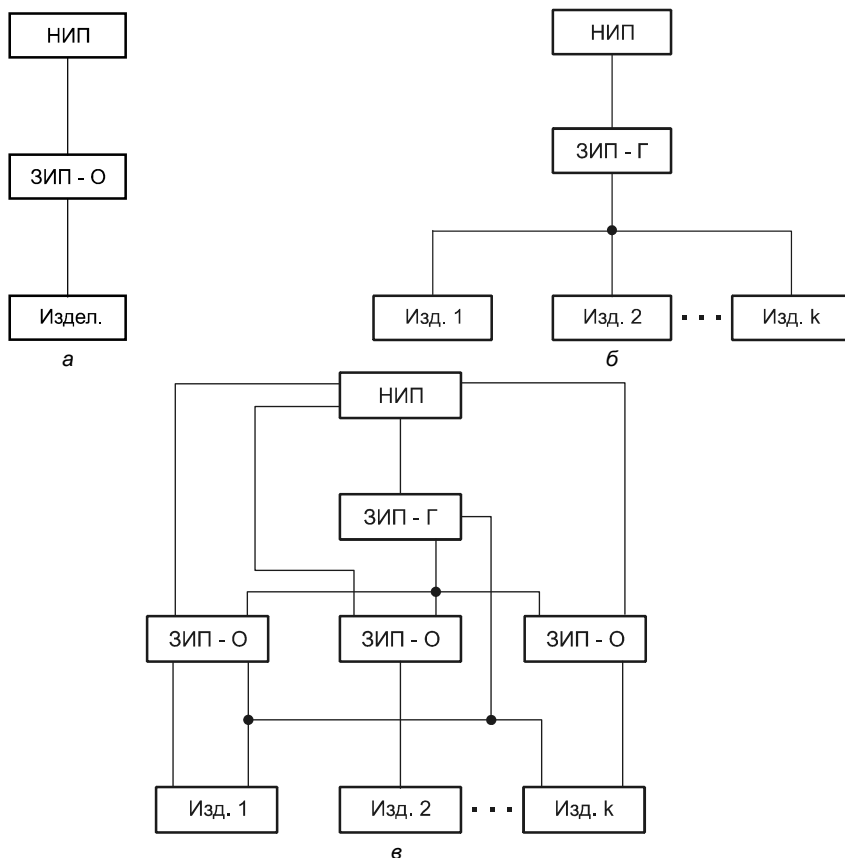 НИП
ЗИП - О
Издел.
а
НИП
ЗИП - Г
Изд. 1
Изд. 2
Изд. k
б
НИП
ЗИП - Г
ЗИП - О
ЗИП - О
ЗИП - О
Изд. 1
Изд. 2
Изд. k
в